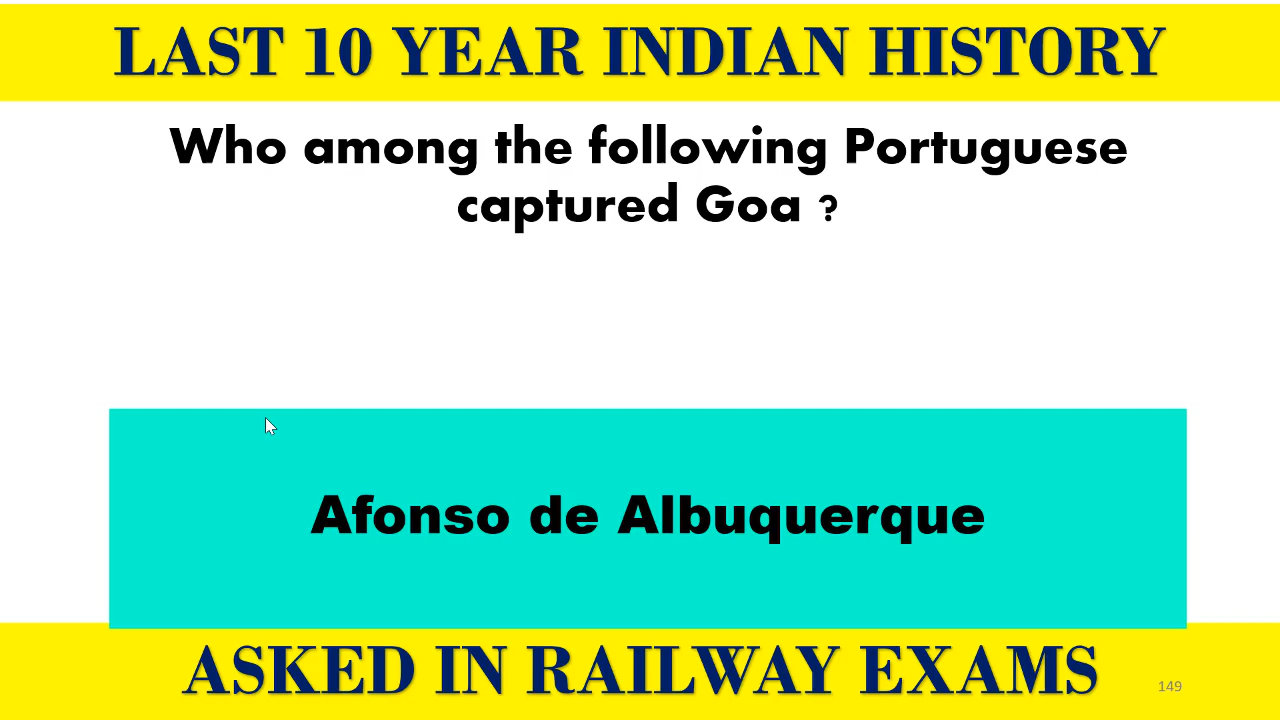 LAST 10 YEAR INDIAN HISTORY
Who among the following Portuguese
captured Goa ?
Afonso de Albuquerque
ASKED IN RAILWAY EXAMS
149